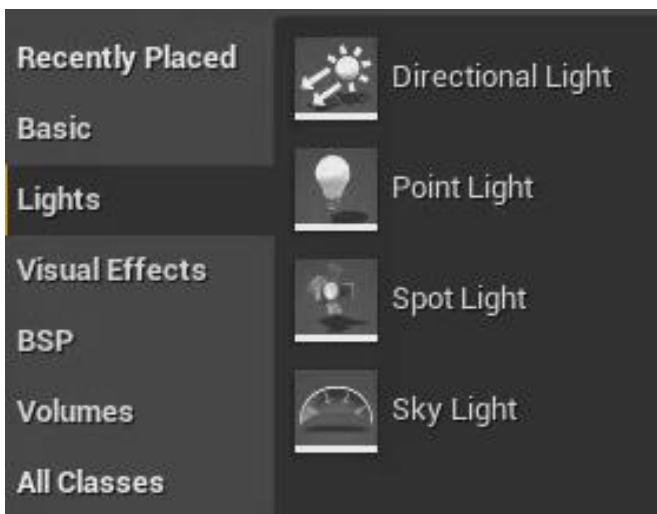 Recently Placed
Basic
Lights
Visual Effects
BSP
Volumes
All Classes
Directional Light
Point Light
Spot Light
Sky Light